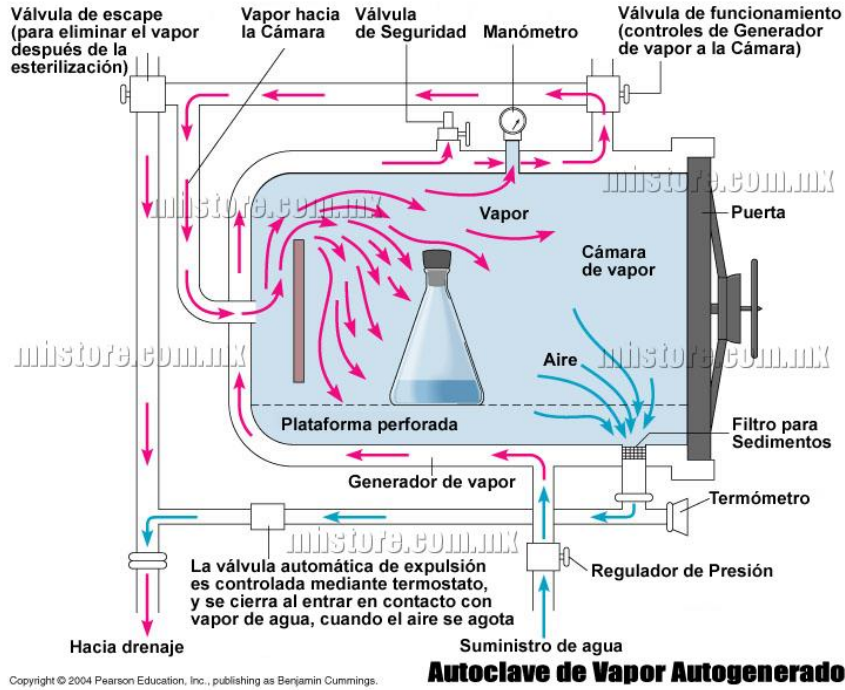 Válvula de escape
(para eliminar el vapor
después de la
esterilización)
Vapor hacia
la Cámara
Válvula
de Seguridad
Manómetro
Válvula de funcionamiento
(controles de Generador
de vapor a la Cámara)
mhstore.com.mx
mhstore.com.mx
Vapor
Puerta
Cámara
de vapor
mhstore.com.mx
Aire
mhstore.com.mx
Plataforma perforada
Filtro para
Sedimentos
Generador de vapor
Termómetro
mhstore.com.mx
La válvula automática de expulsión
es controlada mediante termostato,
y se cierra al entrar en contacto con
vapor de agua, cuando el aire se agota
Regulador de Presión
Hacia drenaje
Suministro de agua
Autoclave de Vapor Autogenerado
Copyright © 2004 Pearson Education, Inc., publishing as Benjamin Cummings.